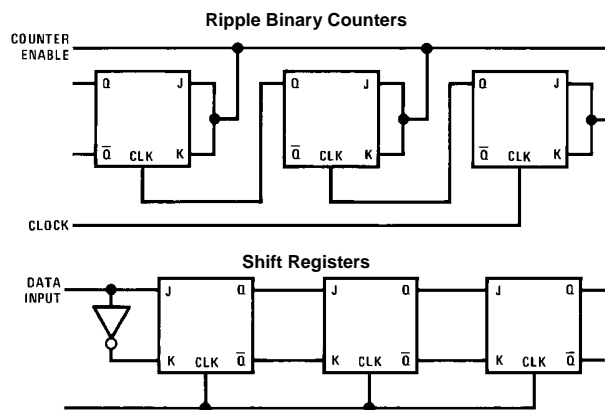 Ripple Binary Counters
COUNTER
ENABLE
Q J Q J Q J
Q̅ CLK K Q̅ CLK K Q̅ CLK K
CLOCK
Shift Registers
DATA
INPUT
J Q J Q J Q
K CLK Q̅ K CLK Q̅ K CLK Q̅